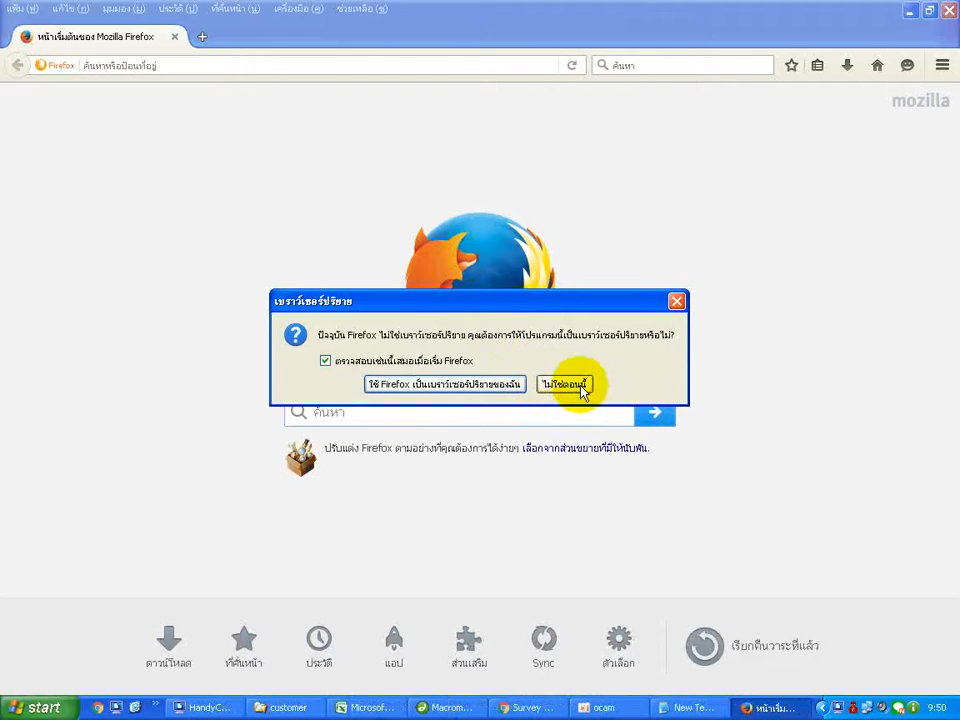 แฟ้ม (ฟ) แก้ไข (ก) มุมมอง (ม) ประวัติ (ป) ที่คั่นหน้า (น) เครื่องมือ (ค) ช่วยเหลือ (ช)
หน้าเริ่มต้นของ Mozilla Firefox
Firefox ค้นหาหรือป้อนที่อยู่ ค้นหา
mozilla
เบราว์เซอร์ปริยาย
ปัจจุบัน Firefox ไม่ใช่เบราว์เซอร์ปริยาย คุณต้องการให้โปรแกรมนี้เป็นเบราว์เซอร์ปริยายหรือไม่?
ตรวจสอบเช่นนี้เสมอเมื่อเริ่ม Firefox
ใช้ Firefox เป็นเบราว์เซอร์ปริยายของฉัน ไม่ใช่ตอนนี้
ค้นหา
ปรับแต่ง Firefox ตามอย่างที่คุณต้องการได้ง่ายๆ เลือกจากส่วนขยายที่มีให้นับพัน.
ดาวน์โหลด ที่คั่นหน้า ประวัติ แอป ส่วนเสริม Sync ตัวเลือก เรียกคืนวาระที่แล้ว
start HandyC... customer Microsof... Macrom... Survey ... ocam New Te... หน้าเริ่ม... 9:50